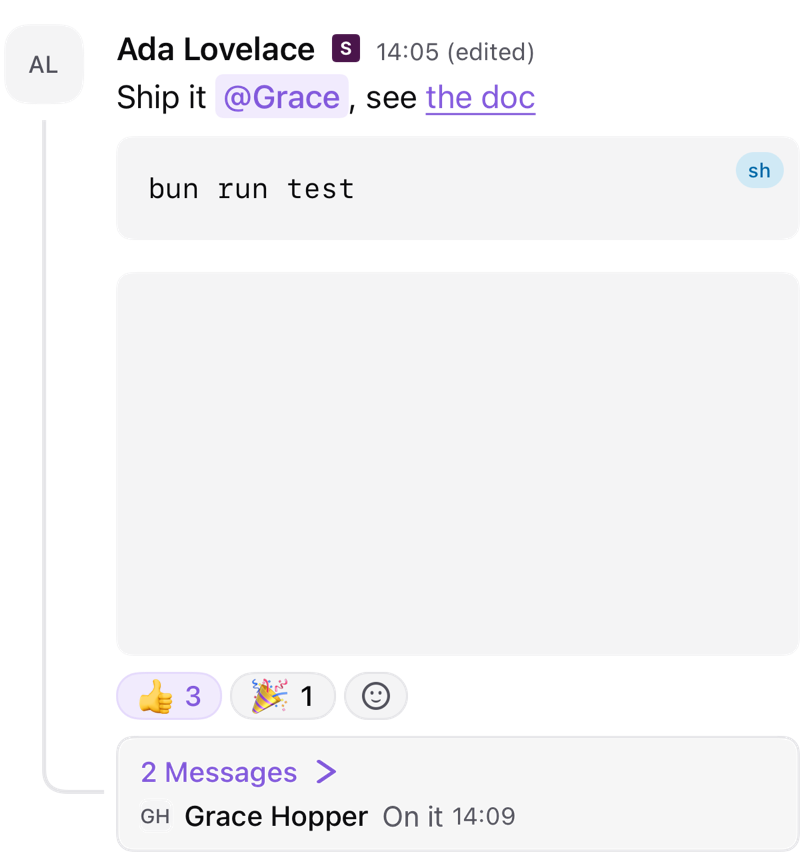 AL
Ada Lovelace S 14:05 (edited)
Ship it @Grace, see the doc
sh
bun run test
👍 3 🎉 1
2 Messages >
GH Grace Hopper On it 14:09